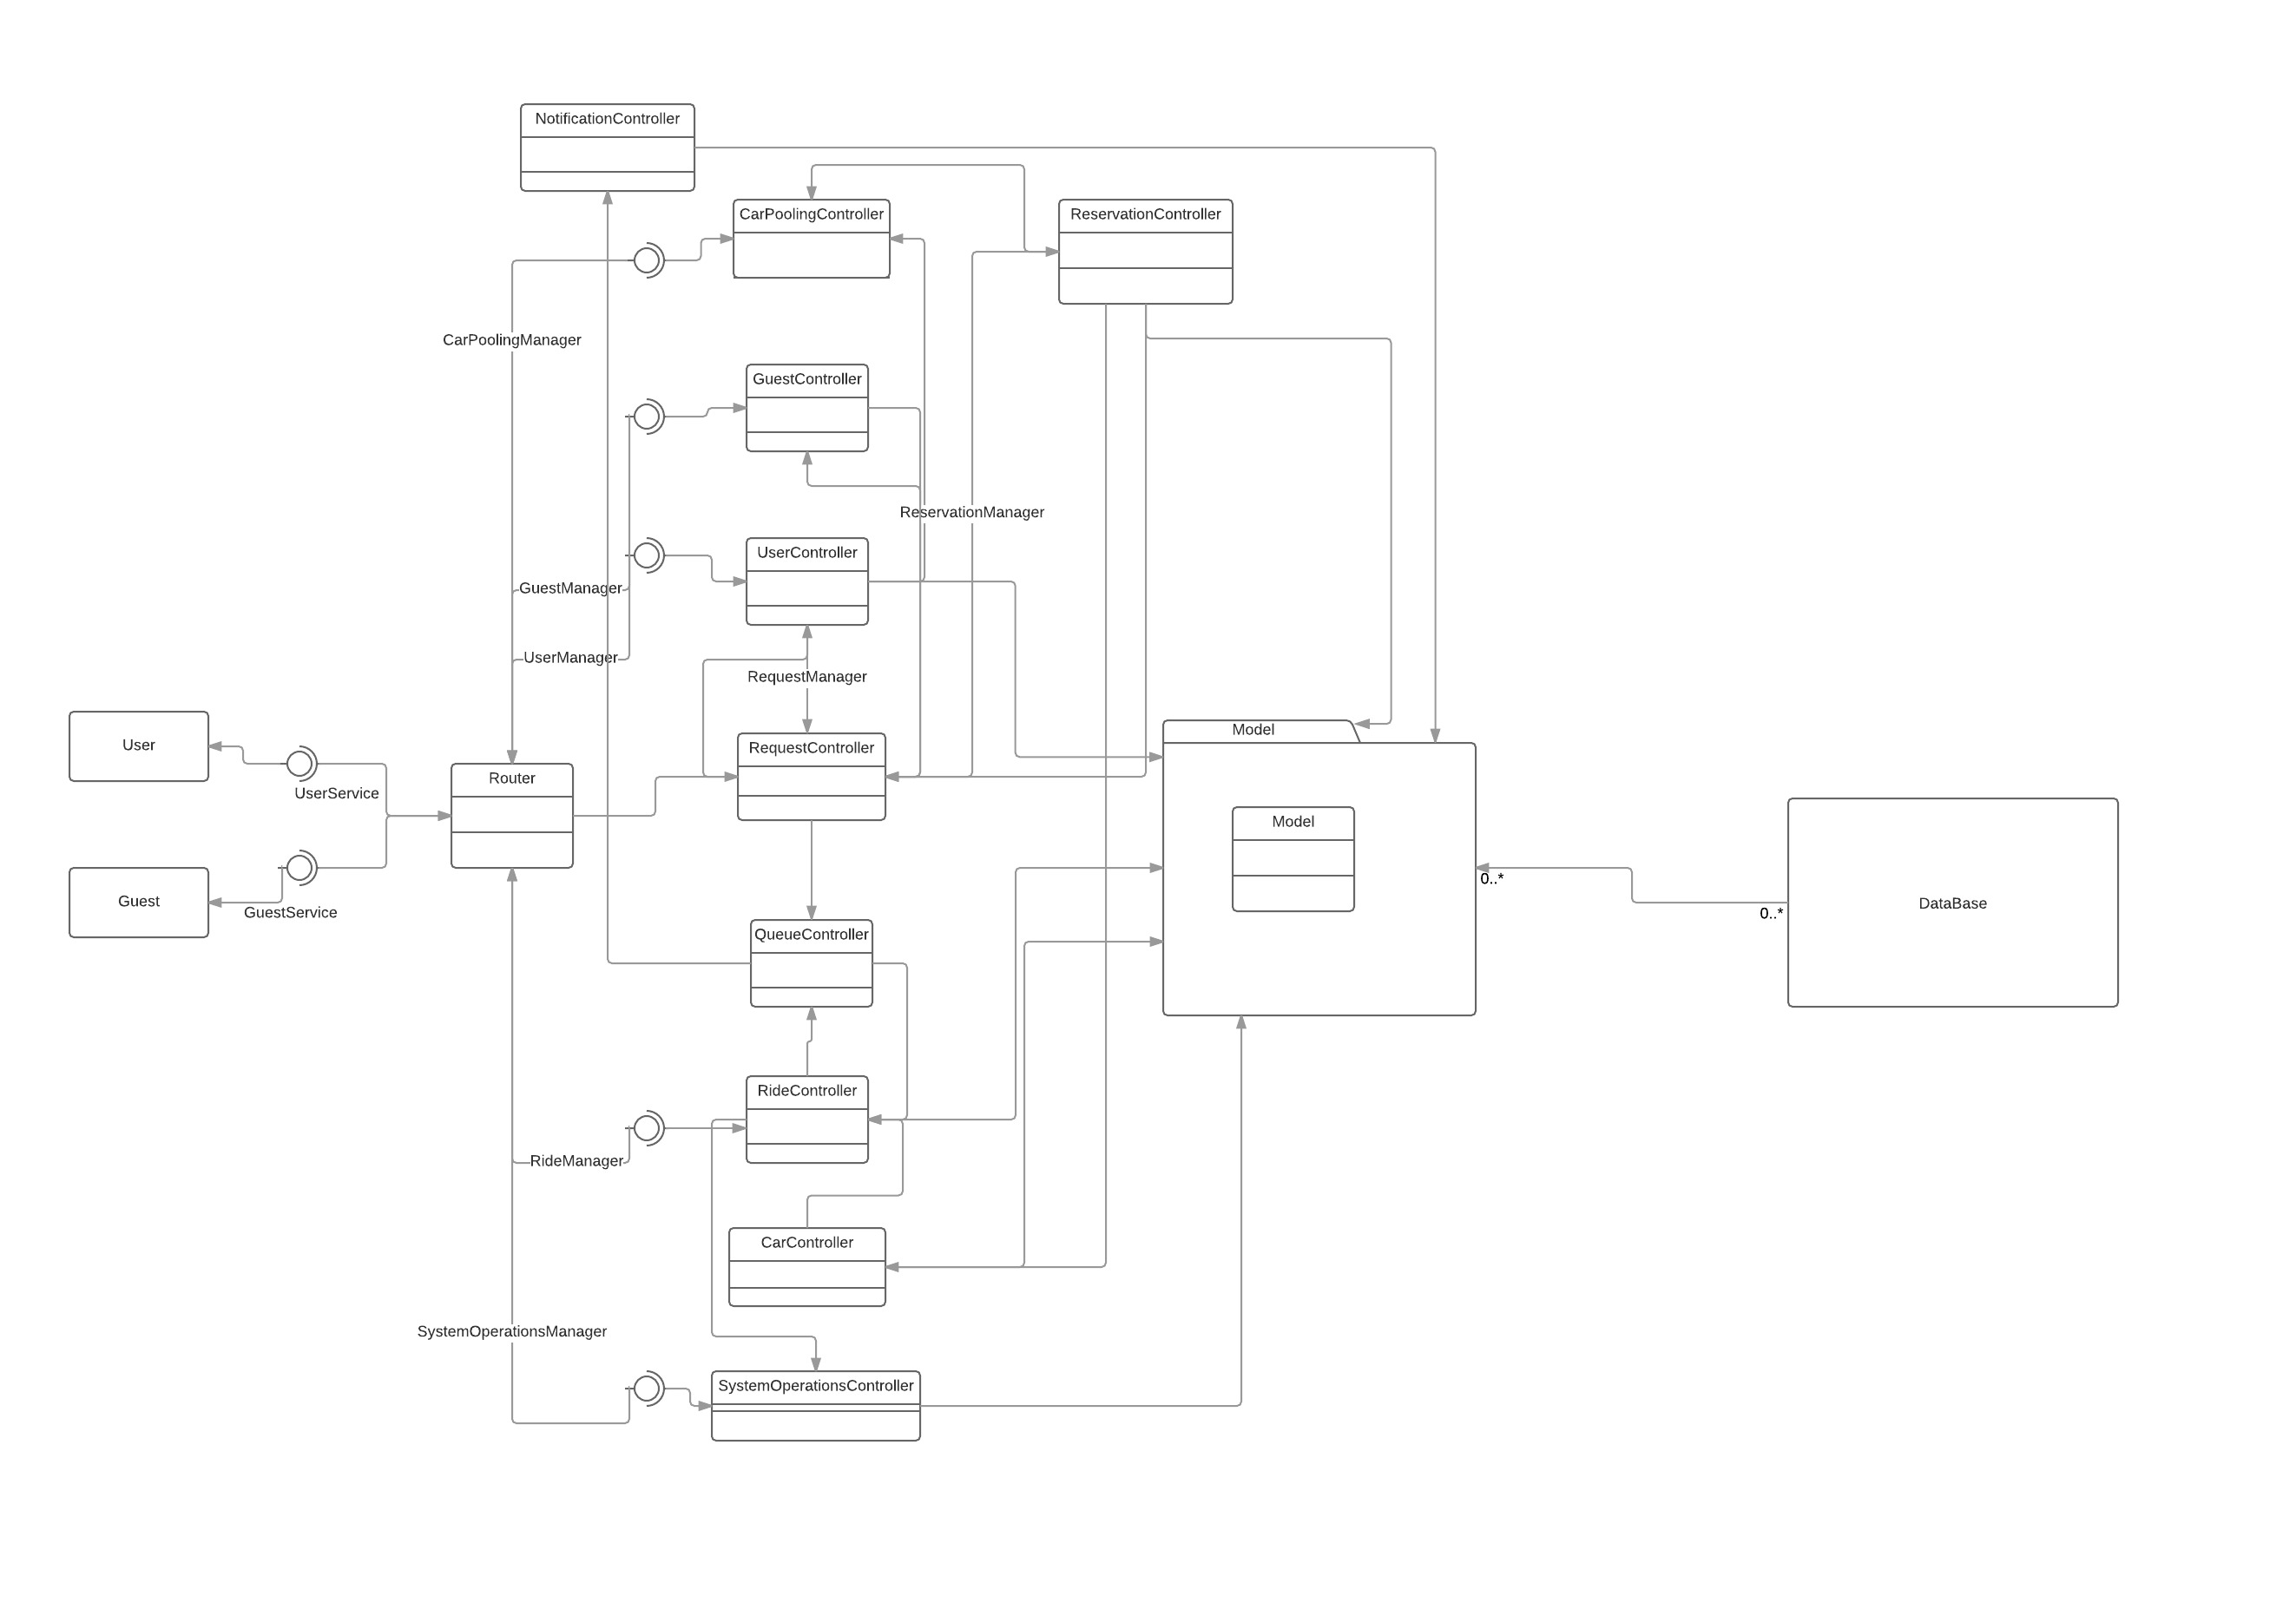 NotificationController
CarPoolingController
ReservationController
CarPoolingManager
GuestController
ReservationManager
UserController
GuestManager
UserManager
RequestManager
Model
User
RequestController
Router
UserService
Model
0..*
Guest
GuestService
0..*
DataBase
QueueController
RideController
RideManager
CarController
SystemOperationsManager
SystemOperationsController